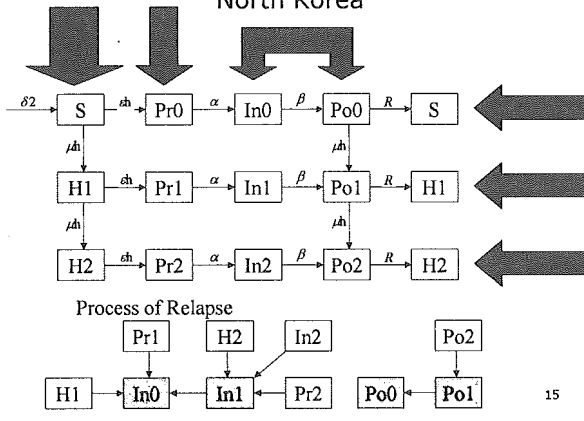 North Korea
δ2 S εh Pr0 α In0 β Po0 R S
μh μh
H1 εh Pr1 α In1 β Po1 R H1
μh μh
H2 εh Pr2 α In2 β Po2 R H2
Process of Relapse
Pr1 H2 In2 Po2
H1 In0 In1 Pr2 Po0 Po1 15